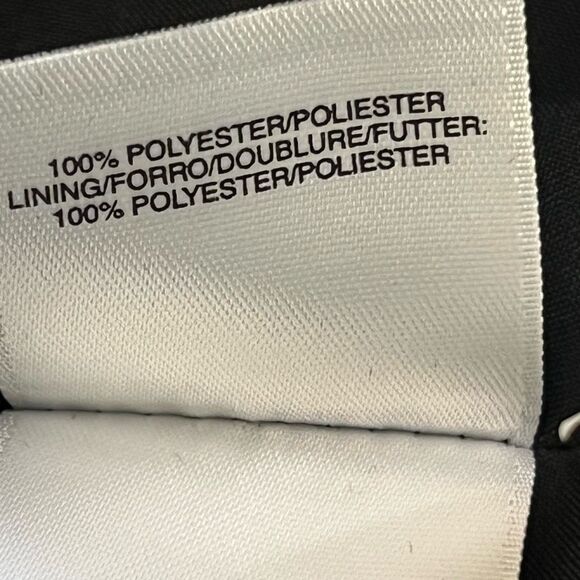 100% POLYESTER/POLIESTER
LINING/FORRO/DOUBLURE/FUTTER:
100% POLYESTER/POLIESTER